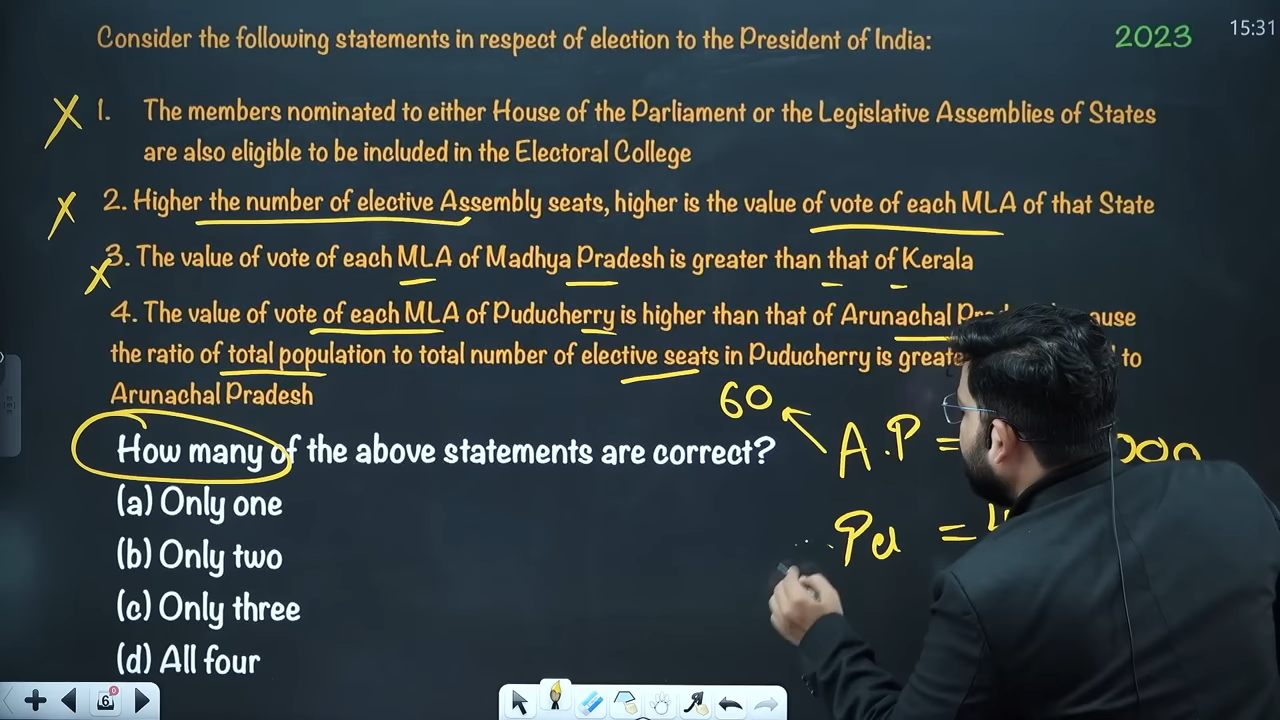 Consider the following statements in respect of election to the President of India:
2023
15:31
1. The members nominated to either House of the Parliament or the Legislative Assemblies of States
are also eligible to be included in the Electoral College
2. Higher the number of elective Assembly seats, higher is the value of vote of each MLA of that State
3. The value of vote of each MLA of Madhya Pradesh is greater than that of Kerala
4. The value of vote of each MLA of Puducherry is higher than that of Arunachal
the ratio of total population to total number of elective seats in Puducherry is to
Arunachal Pradesh
60
How many of the above statements are correct?
A.P =
(a) Only one
Pu =
(b) Only two
(c) Only three
(d) All four
6